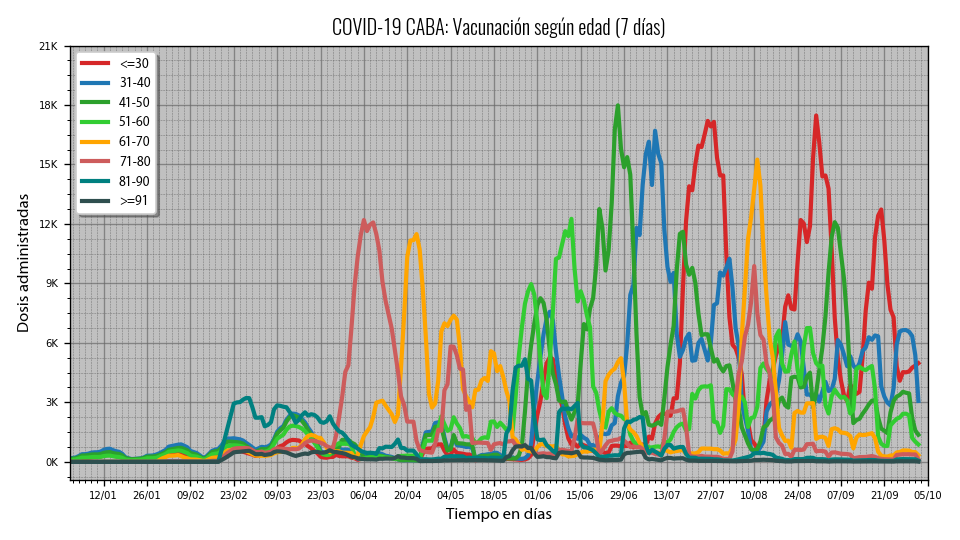 COVID-19 CABA: Vacunación según edad (7 días)
21K
18K
15K
12K
9K
6K
3K
0K
Dosis administradas
<=30
31-40
41-50
51-60
61-70
71-80
81-90
>=91
12/01 26/01 09/02 23/02 09/03 23/03 06/04 20/04 04/05 18/05 01/06 15/06 29/06 13/07 27/07 10/08 24/08 07/09 21/09 05/10
Tiempo en días